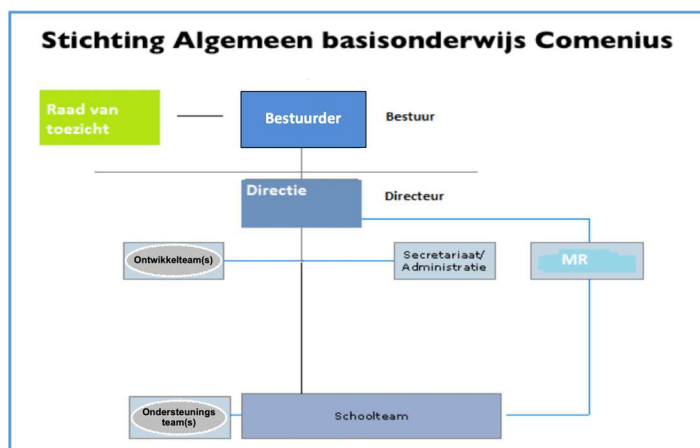 Stichting Algemeen basisonderwijs Comenius
Raad van
toezicht
Bestuurder
Bestuur
Directie
Directeur
Ontwikkelteam(s)
Secretariaat/
Administratie
MR
Ondersteunings
team(s)
Schoolteam